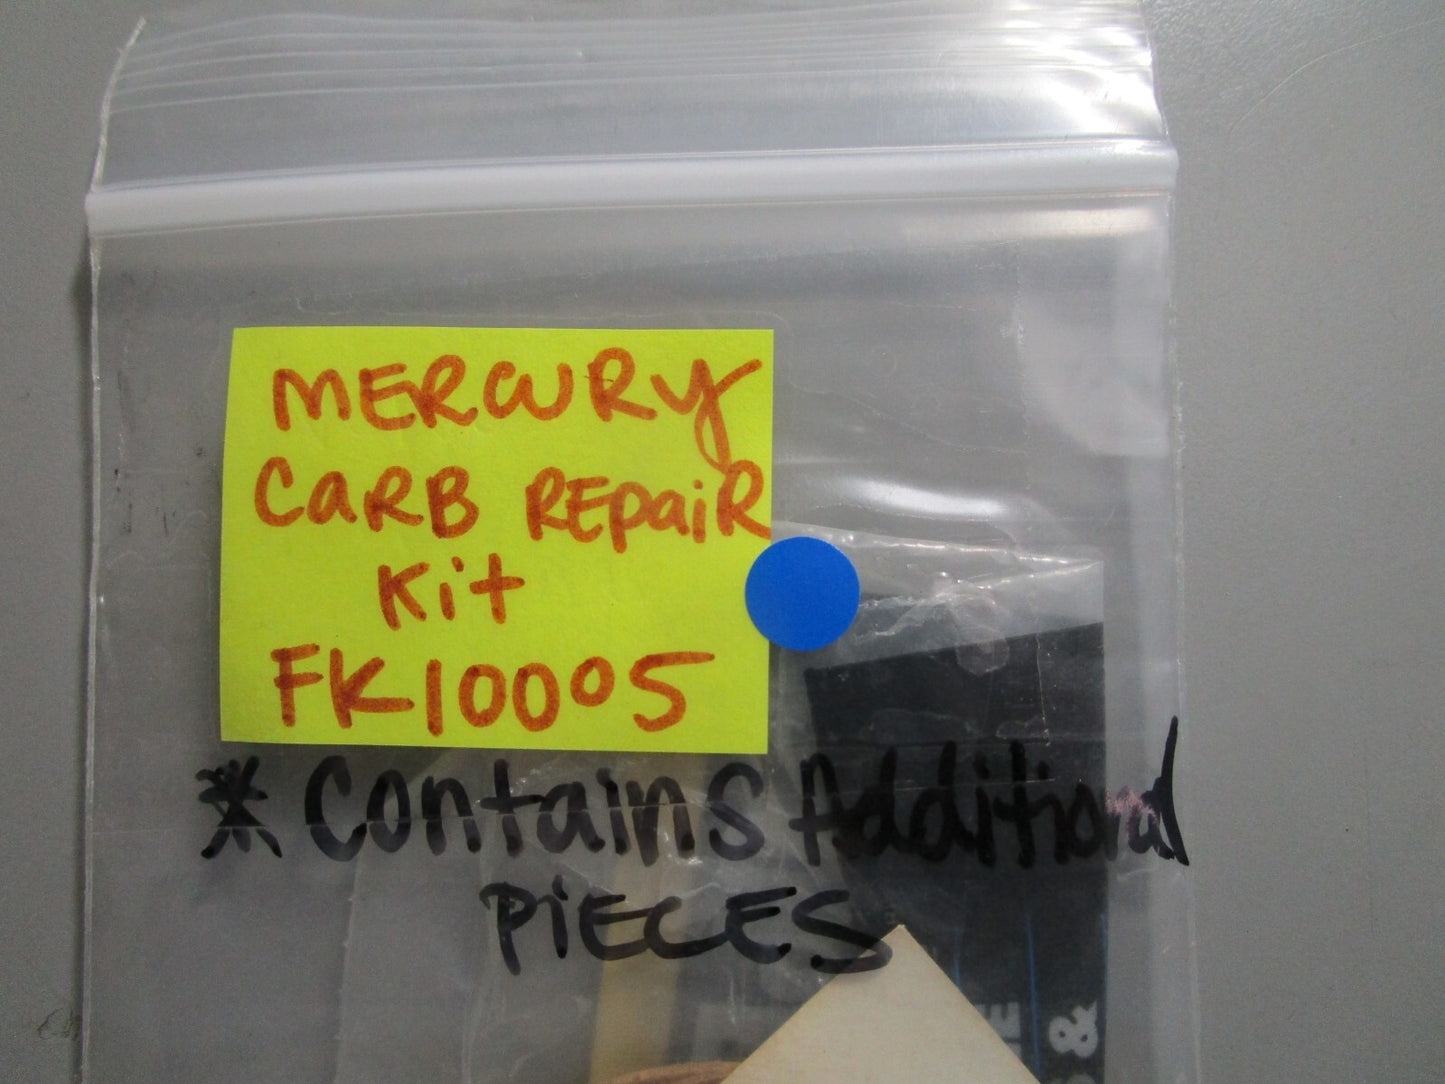 MERCURY
CARB REPAIR
Kit
FK10005
* Contains Additional
PiECES
&